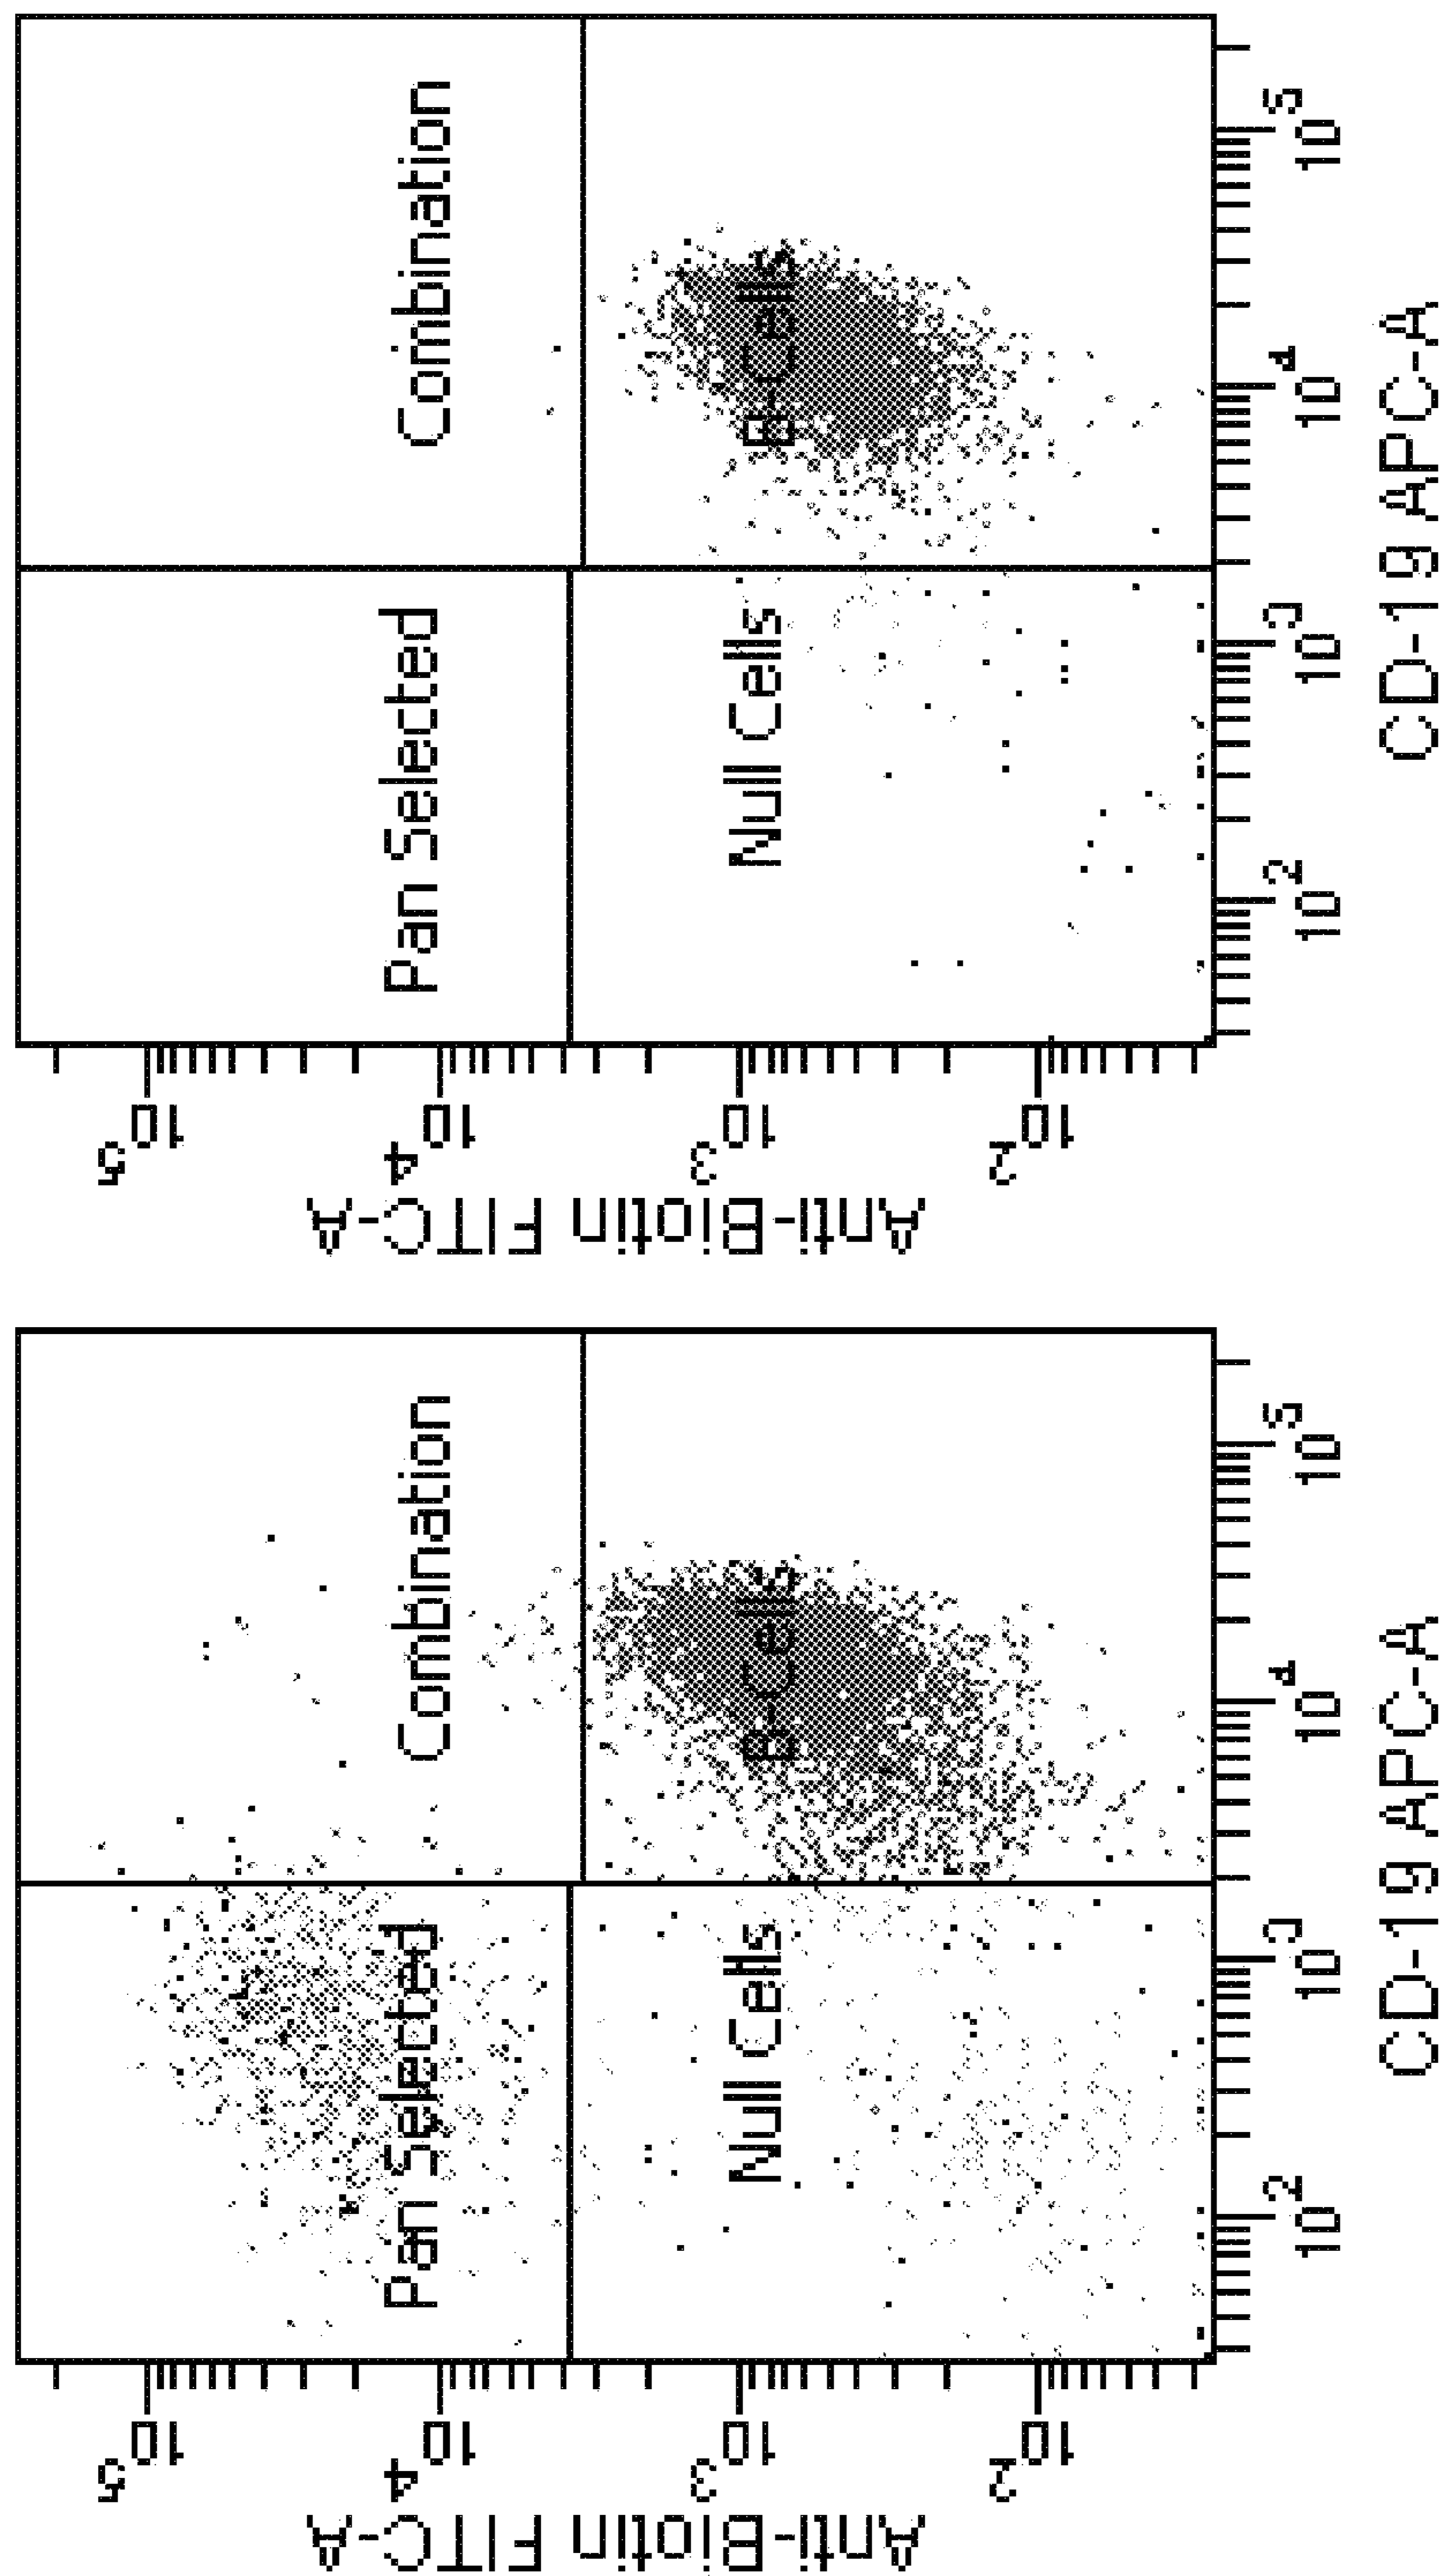 Anti-Biotin FITC-A
10^5
10^4
10^3
10^2
Pan Selected
Combination
Null Cells
B-Cells
10^2
10^3
10^4
10^5
CD-19 APC-A
Anti-Biotin FITC-A
10^5
10^4
10^3
10^2
Pan Selected
Combination
Null Cells
B-Cells
10^2
10^3
10^4
10^5
CD-19 APC-A